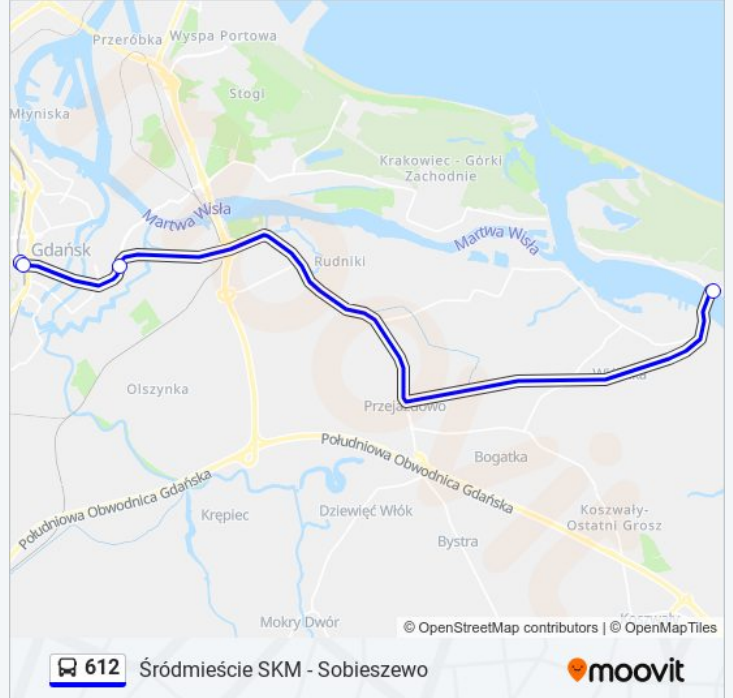 Przeróbka
Wyspa Portowa
Stogi
Młyniska
Krakowiec - Górki
Zachodnie
Martwa Wisła
Martwa Wisła
Gdańsk
Rudniki
Olszynka
Przejazdowo
Południowa Obwodnica Gdańska
Bogatka
Południowa Obwodnica Gdańska
Krępiec
Dziewięć Włók
Koszwały-
Ostatni Grosz
Bystra
Mokry Dwór
© OpenStreetMap contributors | © OpenMapTiles
612 Śródmieście SKM - Sobieszewo
moovit